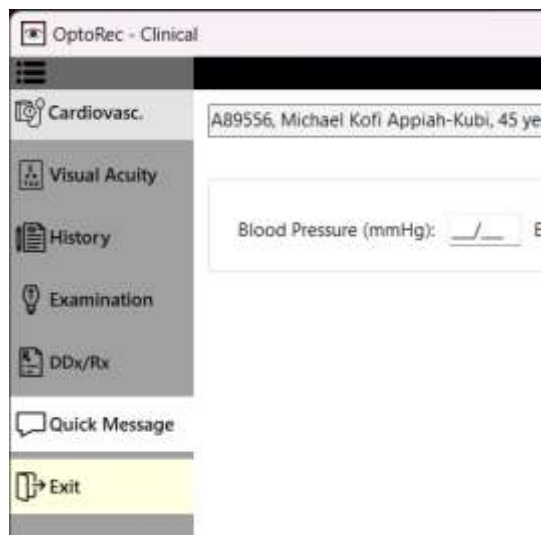 OptoRec - Clinical
Cardiovasc.
A89556, Michael Kofi Appiah-Kubi, 45 ye
Visual Acuity
History
Blood Pressure (mmHg): __/__ E
Examination
DDx/Rx
Quick Message
Exit